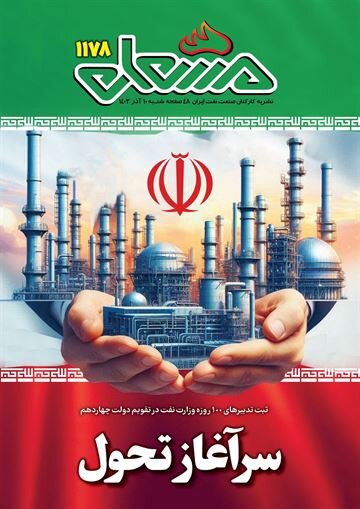 مشعل
۱۱۷۸
نشریه کارکنان صنعت نفت ایران ۴۸ صفحه شنبه ۱۰ آذر ۱۴۰۳
ثبت تدبیرهای ۱۰۰ روزه وزارت نفت در تقویم دولت چهاردهم
سرآغاز تحول